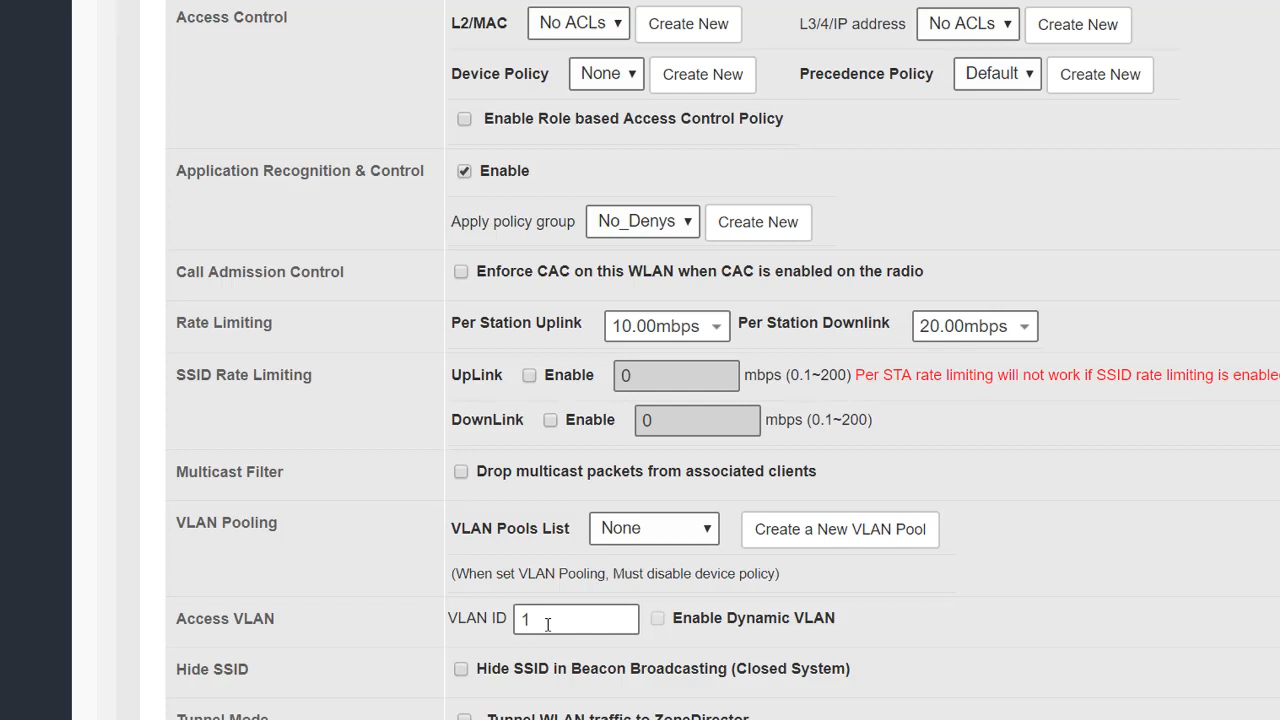 Access Control
L2/MAC No ACLs Create New L3/4/IP address No ACLs Create New
Device Policy None Create New Precedence Policy Default Create New
Enable Role based Access Control Policy
Application Recognition & Control Enable
Apply policy group No_Denys Create New
Call Admission Control Enforce CAC on this WLAN when CAC is enabled on the radio
Rate Limiting Per Station Uplink 10.00mbps Per Station Downlink 20.00mbps
SSID Rate Limiting UpLink Enable 0 mbps (0.1~200) Per STA rate limiting will not work if SSID rate limiting is enable
DownLink Enable 0 mbps (0.1~200)
Multicast Filter Drop multicast packets from associated clients
VLAN Pooling VLAN Pools List None Create a New VLAN Pool
(When set VLAN Pooling, Must disable device policy)
Access VLAN VLAN ID 1 Enable Dynamic VLAN
Hide SSID Hide SSID in Beacon Broadcasting (Closed System)
Tunnel Mode Tunnel WLAN traffic to ZoneDirector